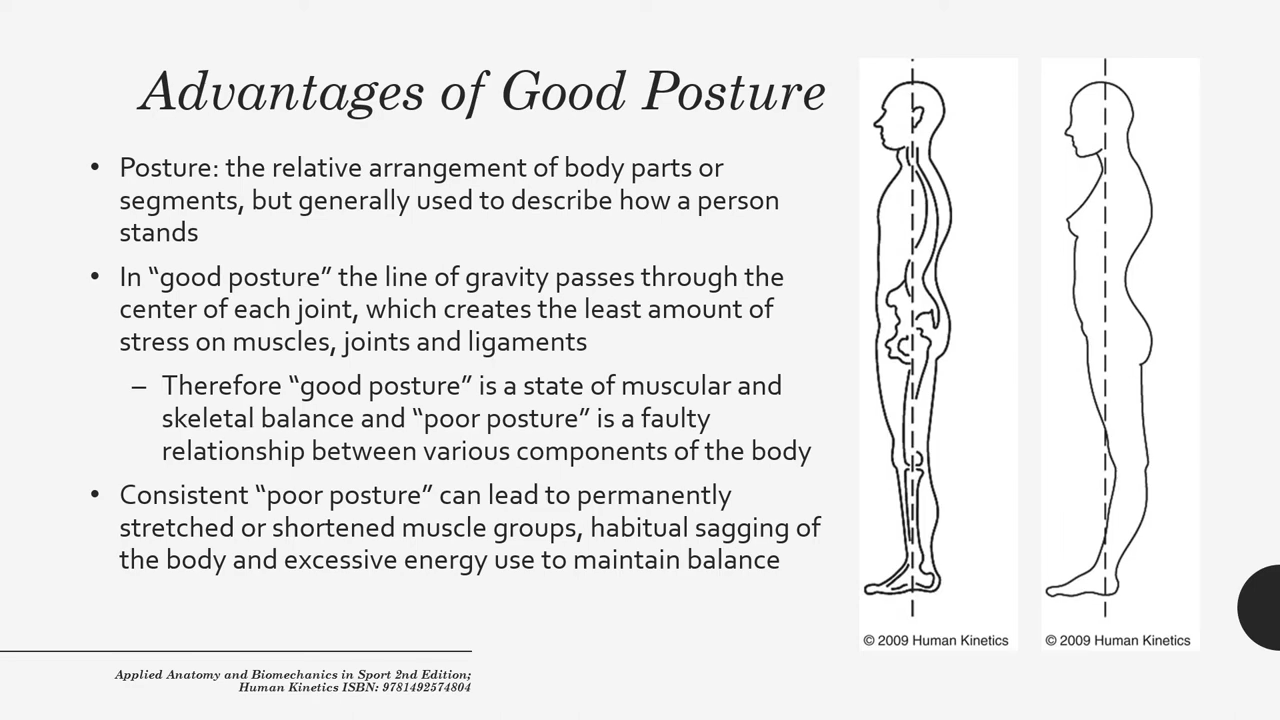 Advantages of Good Posture
• Posture: the relative arrangement of body parts or
segments, but generally used to describe how a person
stands
• In “good posture” the line of gravity passes through the
center of each joint, which creates the least amount of
stress on muscles, joints and ligaments
– Therefore “good posture” is a state of muscular and
skeletal balance and “poor posture” is a faulty
relationship between various components of the body
• Consistent “poor posture” can lead to permanently
stretched or shortened muscle groups, habitual sagging of
the body and excessive energy use to maintain balance
© 2009 Human Kinetics
© 2009 Human Kinetics
Applied Anatomy and Biomechanics in Sport 2nd Edition;
Human Kinetics ISBN: 9781492574804